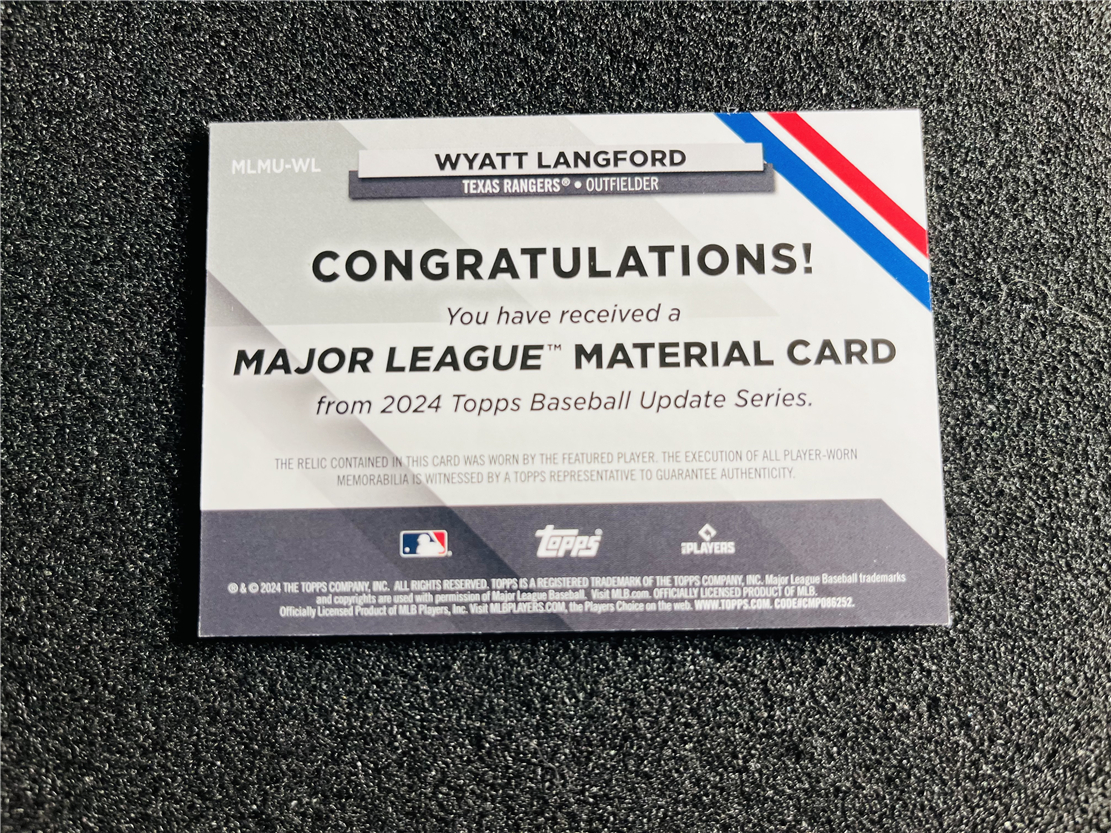 MLMU-WL
WYATT LANGFORD
TEXAS RANGERS® • OUTFIELDER
CONGRATULATIONS!
You have received a
MAJOR LEAGUE™ MATERIAL CARD
from 2024 Topps Baseball Update Series.
THE RELIC CONTAINED IN THIS CARD WAS WORN BY THE FEATURED PLAYER. THE EXECUTION OF ALL PLAYER-WORN
MEMORABILIA IS WITNESSED BY A TOPPS REPRESENTATIVE TO GUARANTEE AUTHENTICITY.
topps®
PLAYERS
® & © 2024 THE TOPPS COMPANY, INC. ALL RIGHTS RESERVED. TOPPS IS A REGISTERED TRADEMARK OF THE TOPPS COMPANY, INC. Major League Baseball trademarks
and copyrights are used with permission of Major League Baseball. Visit MLB.com. OFFICIALLY LICENSED PRODUCT OF MLB.
Officially Licensed Product of MLB Players, Inc. Visit MLBPLAYERS.COM, the Players Choice on the web. WWW.TOPPS.COM. CODE#CMP086252.